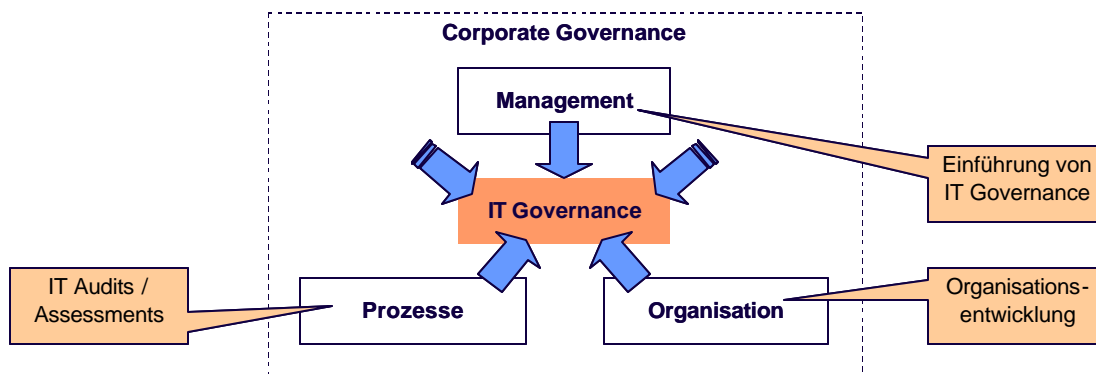 Corporate Governance
Management
Einführung von
IT Governance
IT Governance
IT Audits /
Assessments
Prozesse
Organisation
Organisations-
entwicklung